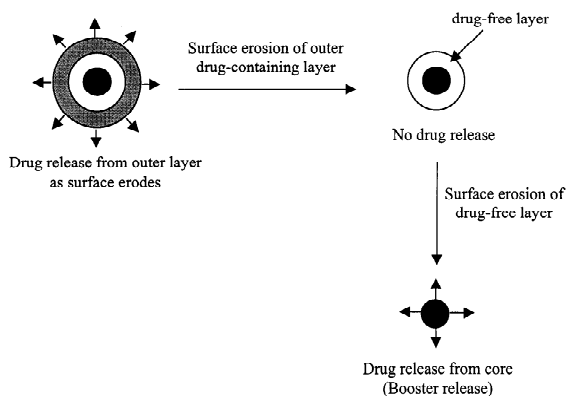 drug-free layer
Surface erosion of outer
drug-containing layer
No drug release
Drug release from outer layer
as surface erodes
Surface erosion of
drug-free layer
Drug release from core
(Booster release)